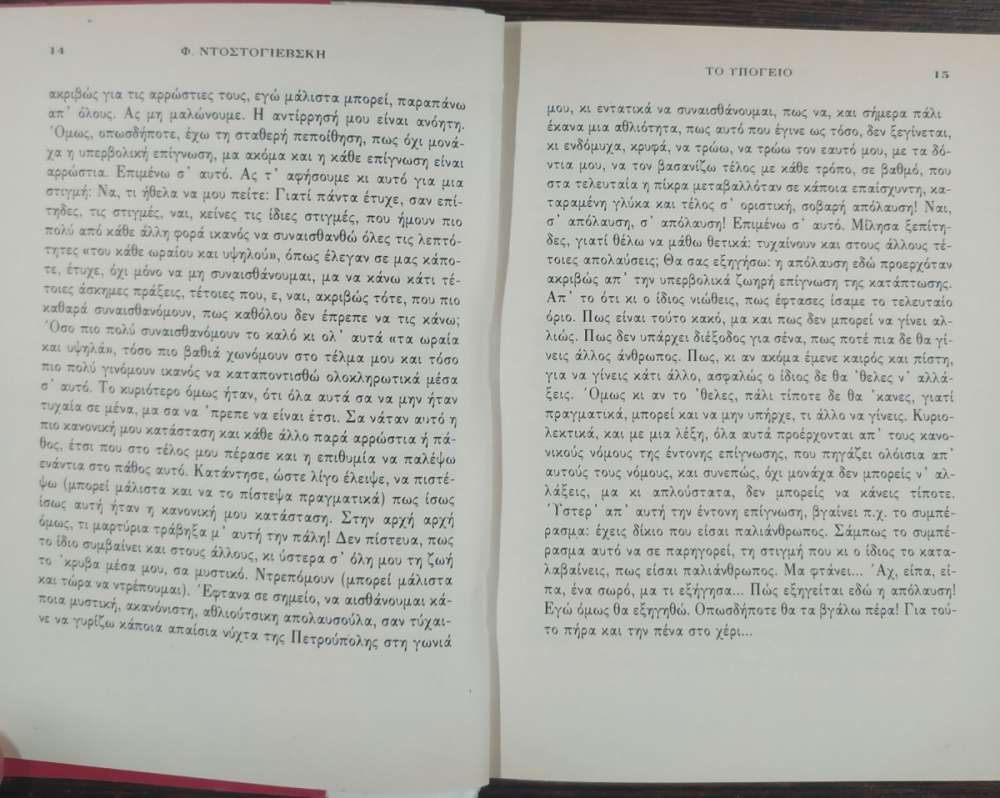 14
Φ. ΝΤΟΣΤΟΓΙΕΒΣΚΗ
ακριβώς για τις αρρώστιες τους, εγώ μάλιστα μπορεί, παραπάνω
απ᾽ όλους. Ας μη μαλώνουμε. Η αντίρρησή μου είναι ανόητη.
Όμως, οπωσδήποτε, έχω τη σταθερή πεποίθηση, πως όχι μονά-
χα η υπερβολική επίγνωση, μα ακόμα και η κάθε επίγνωση είναι
αρρώστια. Επιμένω σ᾽ αυτό. Ας τ᾽ αφήσουμε κι αυτό για μια
στιγμή: Να, τι ήθελα να μου πείτε: Γιατί πάντα έτυχε, σαν επί-
τηδες, τις στιγμές, ναι, κείνες τις ίδιες στιγμές, που ήμουν πιο
πολύ από κάθε άλλη φορά ικανός να συναισθανθώ όλες τις λεπτό-
τητες «του κάθε ωραίου και υψηλού», όπως έλεγαν σε μας κάπο-
τε, έτυχε, όχι μόνο να μη συναισθάνουμαι, μα να κάνω κάτι τέ-
τοιες άσκημες πράξεις, τέτοιες που, ε, ναι, ακριβώς τότε, που πιο
καθαρά συναισθανόμουν, πως καθόλου δεν έπρεπε να τις κάνω;
Όσο πιο πολύ συναισθανόμουν το καλό κι ολ᾽ αυτά «τα ωραία
και υψηλά», τόσο πιο βαθιά χωνόμουν στο τέλμα μου και τόσο
πιο πολύ γινόμουν ικανός να καταποντισθώ ολοκληρωτικά μέσα
σ᾽ αυτό. Το κυριότερο όμως ήταν, ότι όλα αυτά σα να μην ήταν
τυχαία σε μένα, μα σα να ᾽πρεπε να είναι έτσι. Σα νάταν αυτό η
πιο κανονική μου κατάσταση και κάθε άλλο παρά αρρώστια ή πά-
θος, έτσι που στο τέλος μου πέρασε και η επιθυμία να παλέψω
ενάντια στο πάθος αυτό. Κατάντησε, ώστε λίγο έλειψε, να πιστέ-
ψω (μπορεί μάλιστα και να το πίστεψα πραγματικά) πως ίσως
ίσως αυτή ήταν η κανονική μου κατάσταση. Στην αρχή αρχή
όμως, τι μαρτύρια τράβηξα μ᾽ αυτή την πάλη! Δεν πίστευα, πως
το ίδιο συμβαίνει και στους άλλους, κι ύστερα σ᾽ όλη μου τη ζωή
το ᾽κρυβα μέσα μου, σα μυστικό. Ντρεπόμουν (μπορεί μάλιστα
και τώρα να ντρέπουμαι). Έφτανα σε σημείο, να αισθάνουμαι κά-
ποια μυστική, ακανόνιστη, αθλιούτσικη απολαυσούλα, σαν τύχαι-
νε να γυρίζω κάποια απαίσια νύχτα της Πετρούπολης στη γωνιά
ΤΟ ΥΠΟΓΕΙΟ
15
μου, κι εντατικά να συναισθάνουμαι, πως να, και σήμερα πάλι
έκανα μια αθλιότητα, πως αυτό που έγινε ως τόσο, δεν ξεγίνεται,
κι ενδόμυχα, κρυφά, να τρώω, να τρώω τον εαυτό μου, με τα δό-
ντια μου, να τον βασανίζω τέλος με κάθε τρόπο, σε βαθμό, που
στα τελευταία η πίκρα μεταβαλλόταν σε κάποια επαίσχυντη, κα-
ταραμένη γλύκα και τέλος σ᾽ οριστική, σοβαρή απόλαυση! Ναι,
σ᾽ απόλαυση, σ᾽ απόλαυση! Επιμένω σ᾽ αυτό. Μίλησα ξεπίτη-
δες, γιατί θέλω να μάθω θετικά: τυχαίνουν και στους άλλους τέ-
τοιες απολαύσεις; Θα σας εξηγήσω: η απόλαυση εδώ προερχόταν
ακριβώς απ᾽ την υπερβολικά ζωηρή επίγνωση της κατάπτωσης.
Απ᾽ το ότι κι ο ίδιος νιώθεις, πως έφτασες ίσαμε το τελευταίο
όριο. Πως είναι τούτο κακό, μα και πως δεν μπορεί να γίνει αλ-
λιώς. Πως δεν υπάρχει διέξοδος για σένα, πως ποτέ πια δε θα γί-
νεις άλλος άνθρωπος. Πως, κι αν ακόμα έμενε καιρός και πίστη,
για να γίνεις κάτι άλλο, ασφαλώς ο ίδιος δε θα ᾽θελες ν᾽ αλλά-
ξεις. Όμως κι αν το ᾽θελες, πάλι τίποτε δε θα ᾽κανες, γιατί
πραγματικά, μπορεί και να μην υπήρχε, τι άλλο να γίνεις. Κυριο-
λεκτικά, και με μια λέξη, όλα αυτά προέρχονται απ᾽ τους κανο-
νικούς νόμους της έντονης επίγνωσης, που πηγάζει ολόισια απ᾽
αυτούς τους νόμους, και συνεπώς, όχι μονάχα δεν μπορείς ν᾽ αλ-
λάξεις, μα κι απλούστατα, δεν μπορείς να κάνεις τίποτε.
Ύστερ᾽ απ᾽ αυτή την έντονη επίγνωση, βγαίνει π.χ. το συμπέ-
ρασμα: έχεις δίκιο που είσαι παλιάνθρωπος. Σάμπως το συμπέ-
ρασμα αυτό να σε παρηγορεί, τη στιγμή που κι ο ίδιος το κατα-
λαβαίνεις, πως είσαι παλιάνθρωπος. Μα φτάνει... Αχ, είπα, εί-
πα, ένα σωρό, μα τι εξήγησα... Πώς εξηγείται εδώ η απόλαυση!
Εγώ όμως θα εξηγηθώ. Οπωσδήποτε θα τα βγάλω πέρα! Για τού-
το πήρα και την πένα στο χέρι...